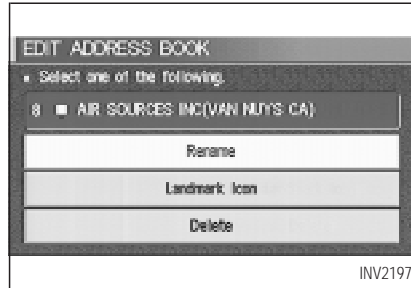 EDIT ADDRESS BOOK
Select one of the following.
8 AIR SOURCES INC(VAN NUYS CA)
Rename
Landmark Icon
Delete
INV2197